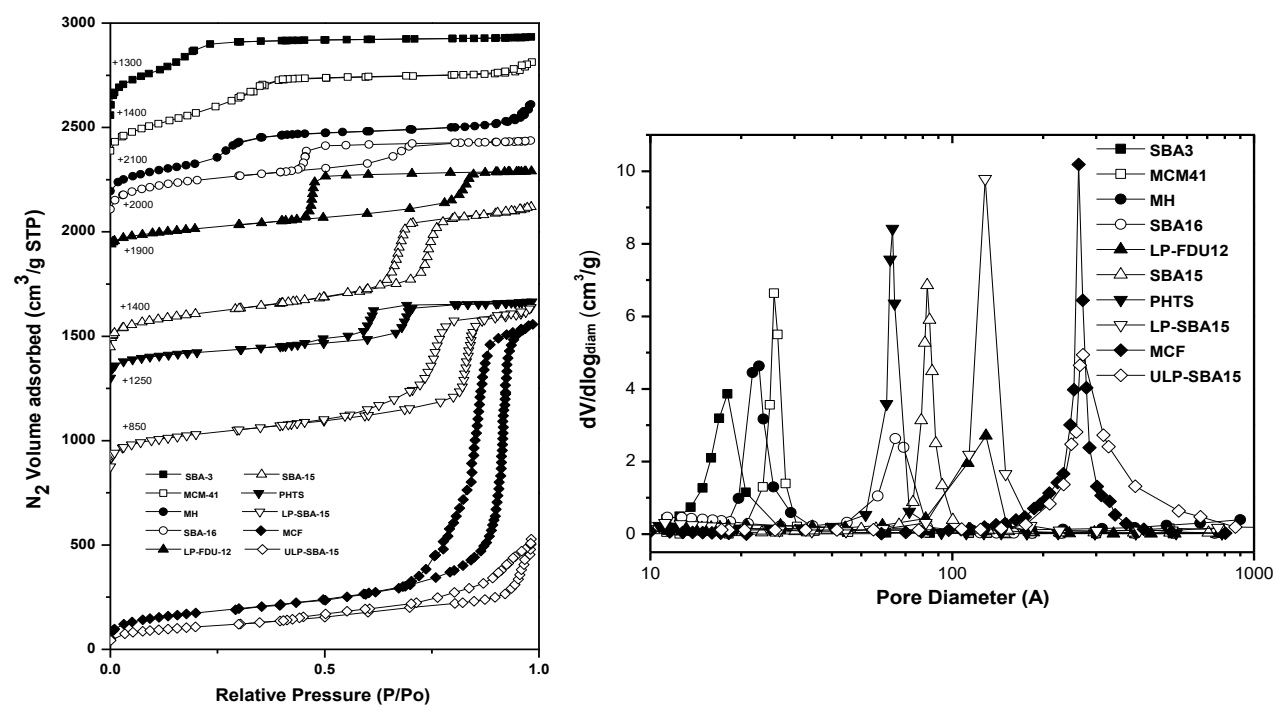 3000
2500
2000
1500
1000
500
0
N2 Volume adsorbed (cm3/g STP)
+1300
+1400
+2100
+2000
+1900
+1400
+1250
+850
SBA-3
MCM-41
MH
SBA-16
LP-FDU-12
SBA-15
PHTS
LP-SBA-15
MCF
ULP-SBA-15
0.0
0.5
1.0
Relative Pressure (P/Po)
10
8
6
4
2
0
dV/dlogdiam (cm3/g)
SBA3
MCM41
MH
SBA16
LP-FDU12
SBA15
PHTS
LP-SBA15
MCF
ULP-SBA15
10
100
1000
Pore Diameter (A)